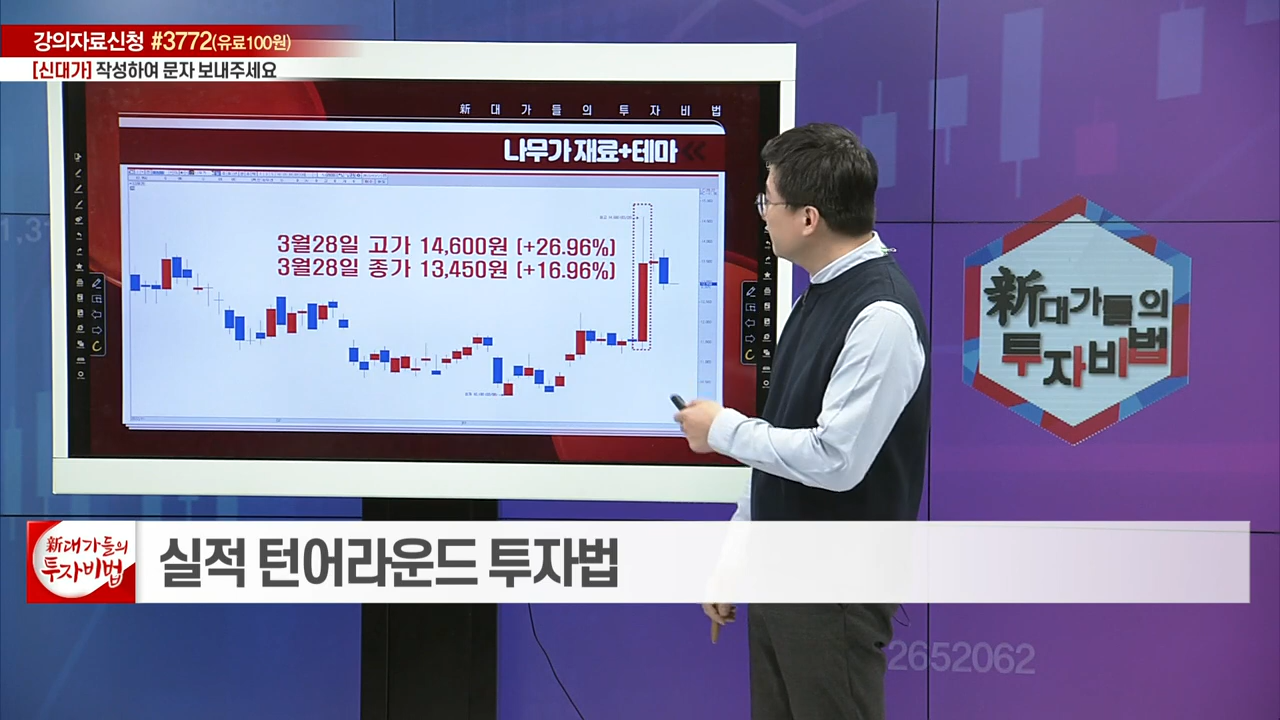 강의자료신청 #3772(유료100원)
[신대가] 작성하여 문자 보내주세요
新대가들의투자비법
나무가 재료+테마
3월28일 고가 14,600원 (+26.96%)
3월28일 종가 13,450원 (+16.96%)
新대가들의
투자비법
新대가들의
투자비법
실적 턴어라운드 투자법
2652062